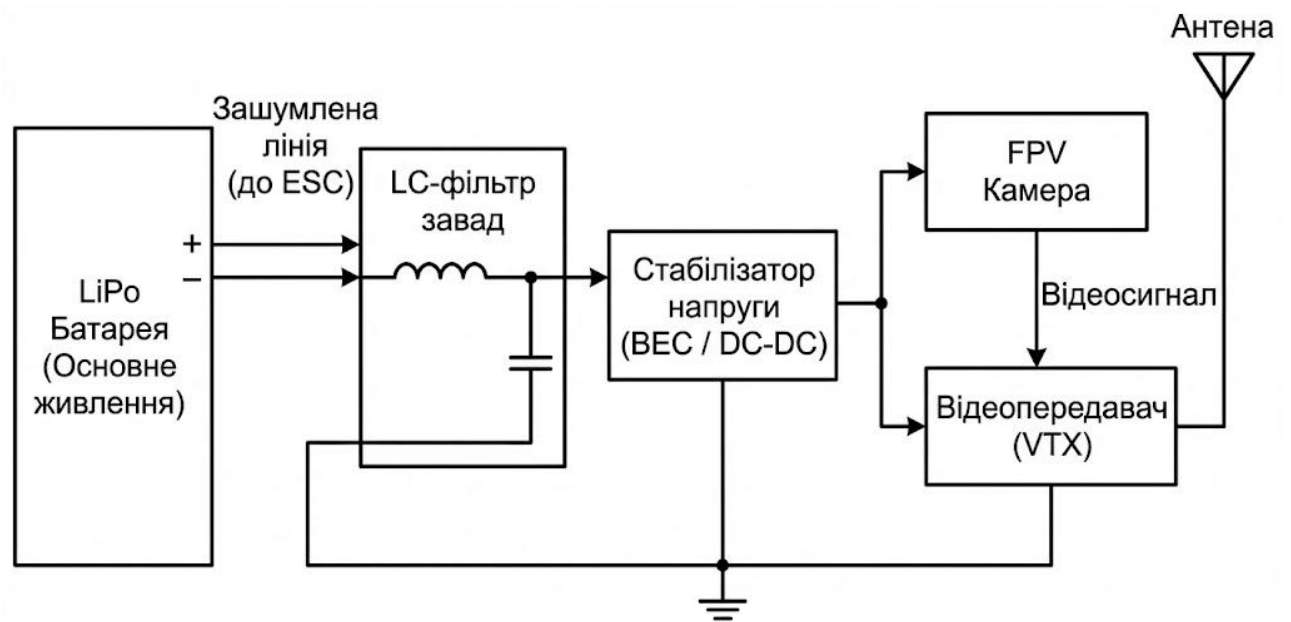 Антена
Зашумлена
лінія
(до ESC)
LC-фільтр
завад
FPV
Камера
+
–
LiPo
Батарея
(Основне
живлення)
Стабілізатор
напруги
(BEC / DC-DC)
Відеосигнал
Відеопередавач
(VTX)